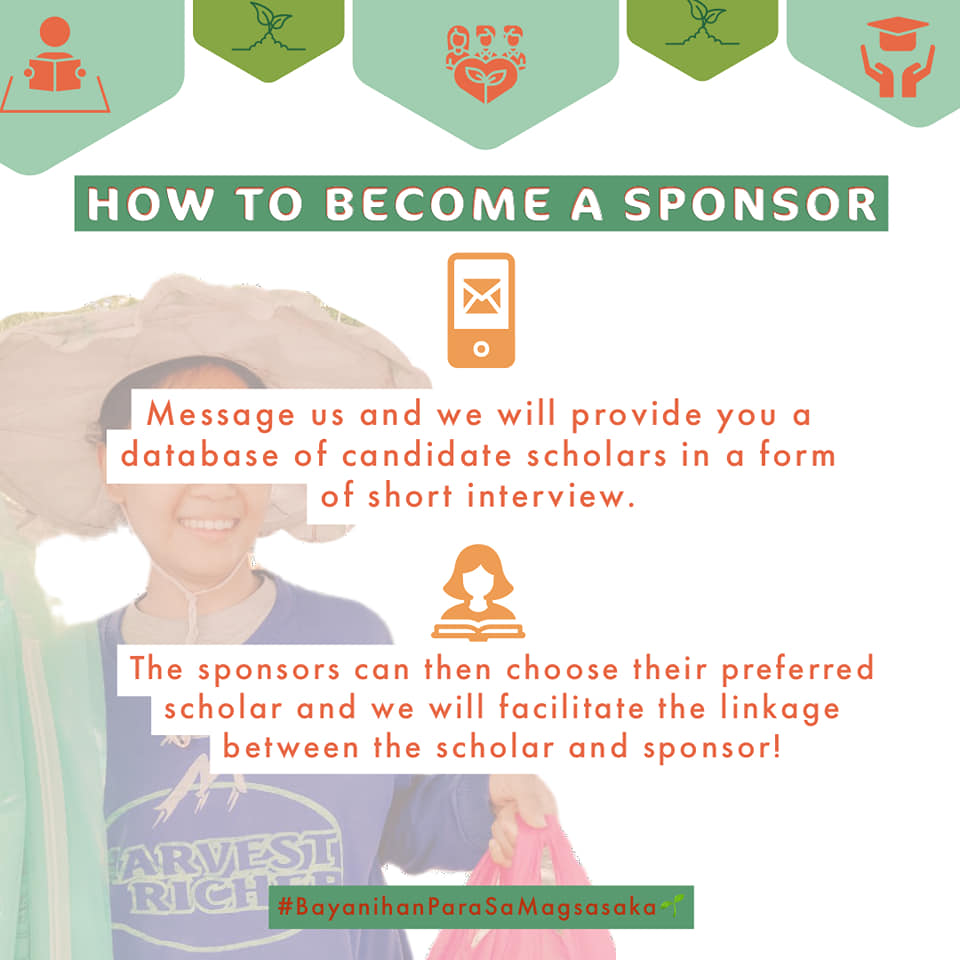 HOW TO BECOME A SPONSOR
Message us and we will provide you a
database of candidate scholars in a form
of short interview.
The sponsors can then choose their preferred
scholar and we will facilitate the linkage
between the scholar and sponsor!
ARVEST
RICHER
#BayanihanParaSaMagsasaka🌱